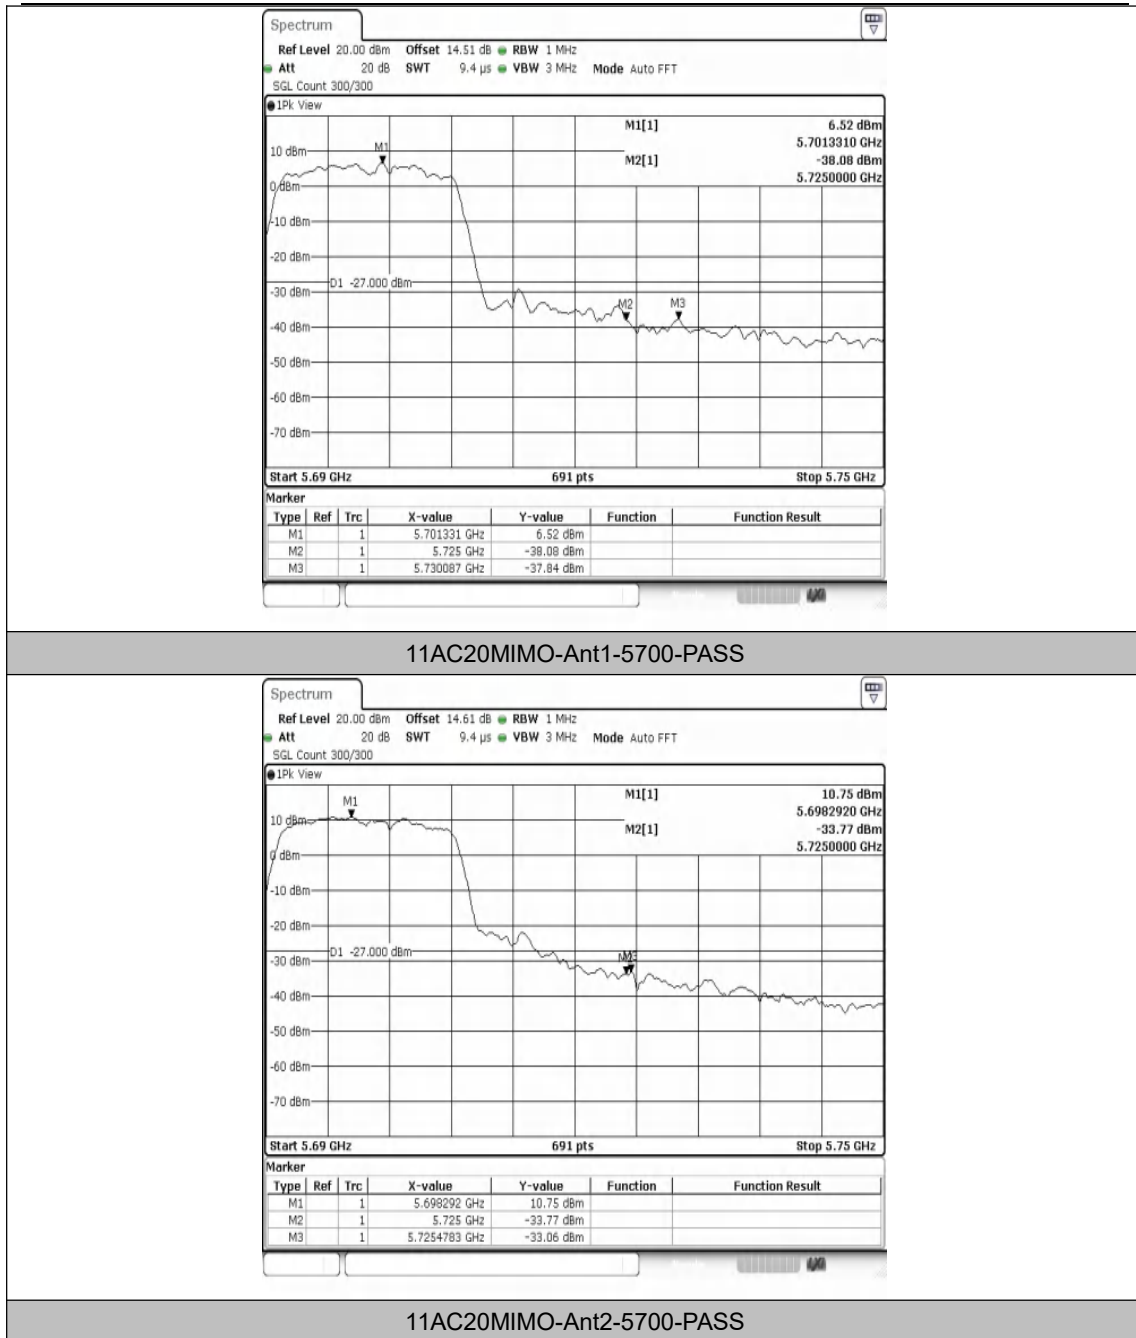 Spectrum
Ref Level 20.00 dBm Offset 14.51 dB RBW 1 MHz
Att 20 dB SWT 9.4 µs VBW 3 MHz Mode Auto FFT
SGL Count 300/300
1Pk View
M1[1] 6.52 dBm
5.7013310 GHz
M2[1] -38.08 dBm
5.7250000 GHz
M1
10 dBm
0 dBm
-10 dBm
-20 dBm
D1 -27.000 dBm
-30 dBm
M2 M3
-40 dBm
-50 dBm
-60 dBm
-70 dBm
Start 5.69 GHz 691 pts Stop 5.75 GHz
Marker
Type Ref Trc X-value Y-value Function Function Result
M1 1 5.701331 GHz 6.52 dBm
M2 1 5.725 GHz -38.08 dBm
M3 1 5.730087 GHz -37.84 dBm
11AC20MIMO-Ant1-5700-PASS
Spectrum
Ref Level 20.00 dBm Offset 14.61 dB RBW 1 MHz
Att 20 dB SWT 9.4 µs VBW 3 MHz Mode Auto FFT
SGL Count 300/300
1Pk View
M1[1] 10.75 dBm
5.6982920 GHz
M2[1] -33.77 dBm
5.7250000 GHz
M1
10 dBm
0 dBm
-10 dBm
-20 dBm
D1 -27.000 dBm
-30 dBm
M2 M3
-40 dBm
-50 dBm
-60 dBm
-70 dBm
Start 5.69 GHz 691 pts Stop 5.75 GHz
Marker
Type Ref Trc X-value Y-value Function Function Result
M1 1 5.698292 GHz 10.75 dBm
M2 1 5.725 GHz -33.77 dBm
M3 1 5.7254783 GHz -33.06 dBm
11AC20MIMO-Ant2-5700-PASS